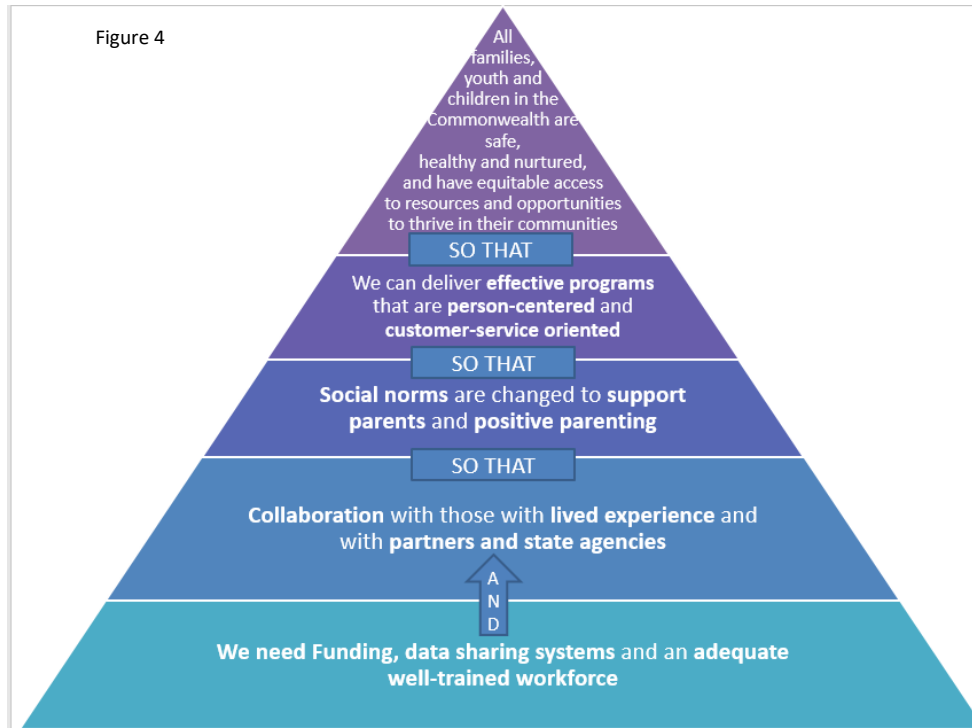 Figure 4
All
families,
youth and
children in the
Commonwealth are
safe,
healthy and nurtured,
and have equitable access
to resources and opportunities
to thrive in their communities
SO THAT
We can deliver effective programs
that are person-centered and
customer-service oriented
SO THAT
Social norms are changed to support
parents and positive parenting
SO THAT
Collaboration with those with lived experience and
with partners and state agencies
A
N
D
We need Funding, data sharing systems and an adequate
well-trained workforce